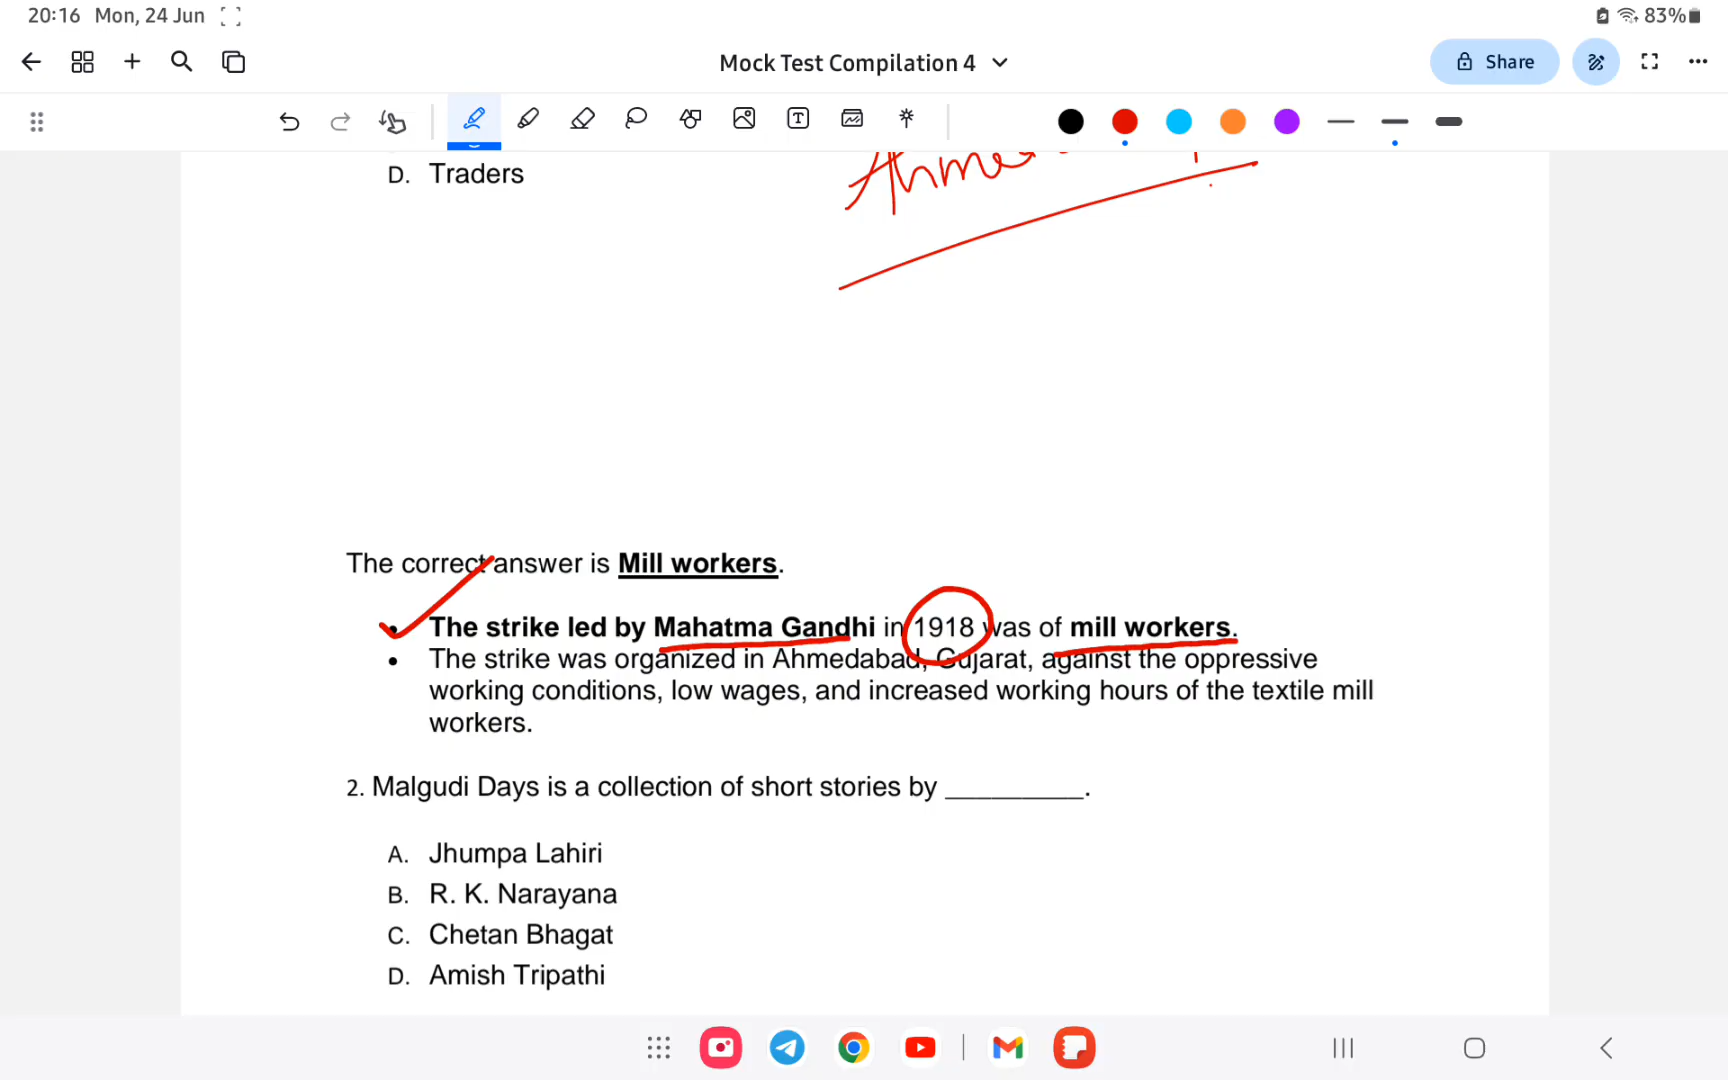 20:16 Mon, 24 Jun
83%
Mock Test Compilation 4
Share
D. Traders
The correct answer is Mill workers.
The strike led by Mahatma Gandhi in 1918 was of mill workers.
The strike was organized in Ahmedabad, Gujarat, against the oppressive
working conditions, low wages, and increased working hours of the textile mill
workers.
2. Malgudi Days is a collection of short stories by _________.
A. Jhumpa Lahiri
B. R. K. Narayana
C. Chetan Bhagat
D. Amish Tripathi